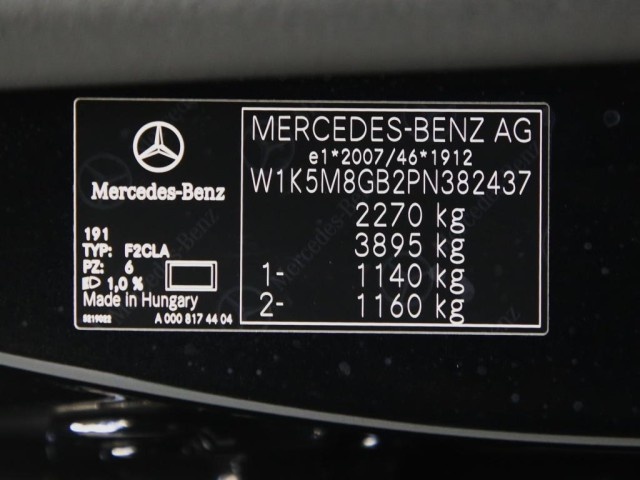 Mercedes-Benz
191
TYP: F2CLA
PZ: 6
1,0 %
Made in Hungary
A 000 817 44 04
MERCEDES-BENZ AG
e1*2007/46*1912
W1K5M8GB2PN382437
2270 kg
3895 kg
1- 1140 kg
2- 1160 kg